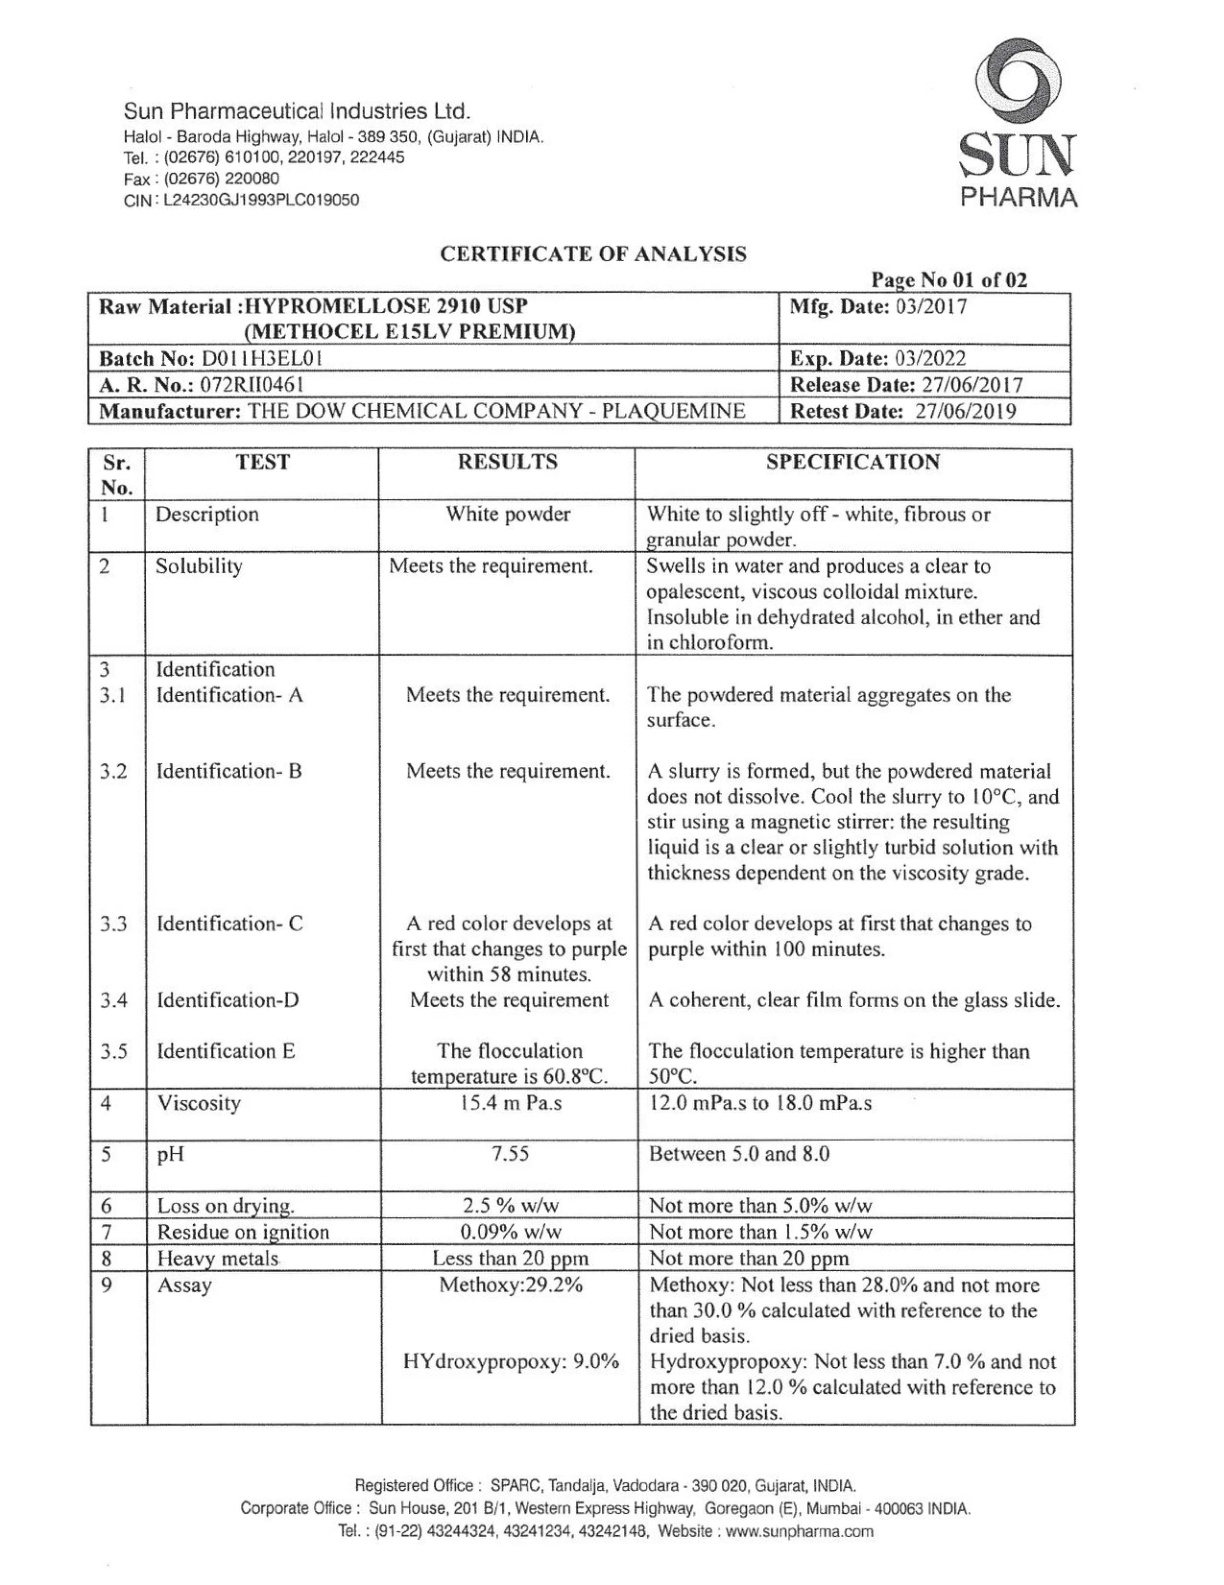 Sun Pharmaceutical Industries Ltd.
Halol - Baroda Highway, Halol - 389 350, (Gujarat) INDIA.
Tel. : (02676) 610100, 220197, 222445
Fax : (02676) 220080
CIN : L24230GJ1993PLC019050
SUN
PHARMA
CERTIFICATE OF ANALYSIS
Page No 01 of 02
Raw Material :HYPROMELLOSE 2910 USP Mfg. Date: 03/2017
(METHOCEL E15LV PREMIUM)
Batch No: D011H3EL01 Exp. Date: 03/2022
A. R. No.: 072RII0461 Release Date: 27/06/2017
Manufacturer: THE DOW CHEMICAL COMPANY - PLAQUEMINE Retest Date: 27/06/2019
Sr. TEST RESULTS SPECIFICATION
No.
1 Description White powder White to slightly off - white, fibrous or
granular powder.
2 Solubility Meets the requirement. Swells in water and produces a clear to
opalescent, viscous colloidal mixture.
Insoluble in dehydrated alcohol, in ether and
in chloroform.
3 Identification
3.1 Identification- A Meets the requirement. The powdered material aggregates on the
surface.
3.2 Identification- B Meets the requirement. A slurry is formed, but the powdered material
does not dissolve. Cool the slurry to 10°C, and
stir using a magnetic stirrer: the resulting
liquid is a clear or slightly turbid solution with
thickness dependent on the viscosity grade.
3.3 Identification- C A red color develops at A red color develops at first that changes to
first that changes to purple purple within 100 minutes.
within 58 minutes.
3.4 Identification-D Meets the requirement A coherent, clear film forms on the glass slide.
3.5 Identification E The flocculation The flocculation temperature is higher than
temperature is 60.8°C. 50°C.
4 Viscosity 15.4 m Pa.s 12.0 mPa.s to 18.0 mPa.s
5 pH 7.55 Between 5.0 and 8.0
6 Loss on drying. 2.5 % w/w Not more than 5.0% w/w
7 Residue on ignition 0.09% w/w Not more than 1.5% w/w
8 Heavy metals Less than 20 ppm Not more than 20 ppm
9 Assay Methoxy:29.2% Methoxy: Not less than 28.0% and not more
than 30.0 % calculated with reference to the
dried basis.
HYdroxypropoxy: 9.0% Hydroxypropoxy: Not less than 7.0 % and not
more than 12.0 % calculated with reference to
the dried basis.
Registered Office : SPARC, Tandalja, Vadodara - 390 020, Gujarat, INDIA.
Corporate Office : Sun House, 201 B/1, Western Express Highway, Goregaon (E), Mumbai - 400063 INDIA.
Tel. : (91-22) 43244324, 43241234, 43242148, Website : www.sunpharma.com